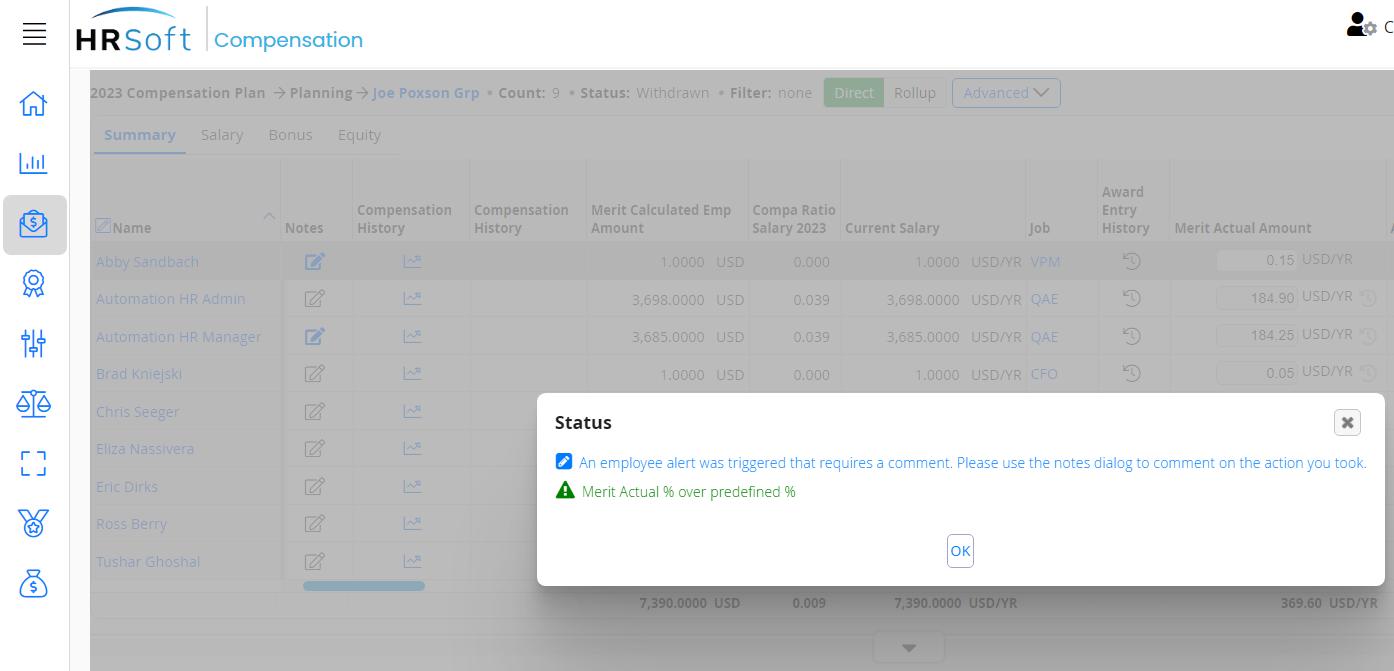 HRSoft Compensation
C
2023 Compensation Plan → Planning → Joe Poxson Grp • Count: 9 • Status: Withdrawn • Filter: none Direct Rollup Advanced
Summary Salary Bonus Equity
Name Notes Compensation History Compensation History Merit Calculated Emp Amount Compa Ratio Salary 2023 Current Salary Job Award Entry History Merit Actual Amount
Abby Sandbach 1.0000 USD 0.000 1.0000 USD/YR VPM 0.15 USD/YR
Automation HR Admin 3,698.0000 USD 0.039 3,698.0000 USD/YR QAE 184.90 USD/YR
Automation HR Manager 3,685.0000 USD 0.039 3,685.0000 USD/YR QAE 184.25 USD/YR
Brad Kniejski 1.0000 USD 0.000 1.0000 USD/YR CFO 0.05 USD/YR
Chris Seeger
Eliza Nassivera
Eric Dirks
Ross Berry
Tushar Ghoshal
Status
An employee alert was triggered that requires a comment. Please use the notes dialog to comment on the action you took.
Merit Actual % over predefined %
OK
7,390.0000 USD 0.009 7,390.0000 USD/YR 369.60 USD/YR